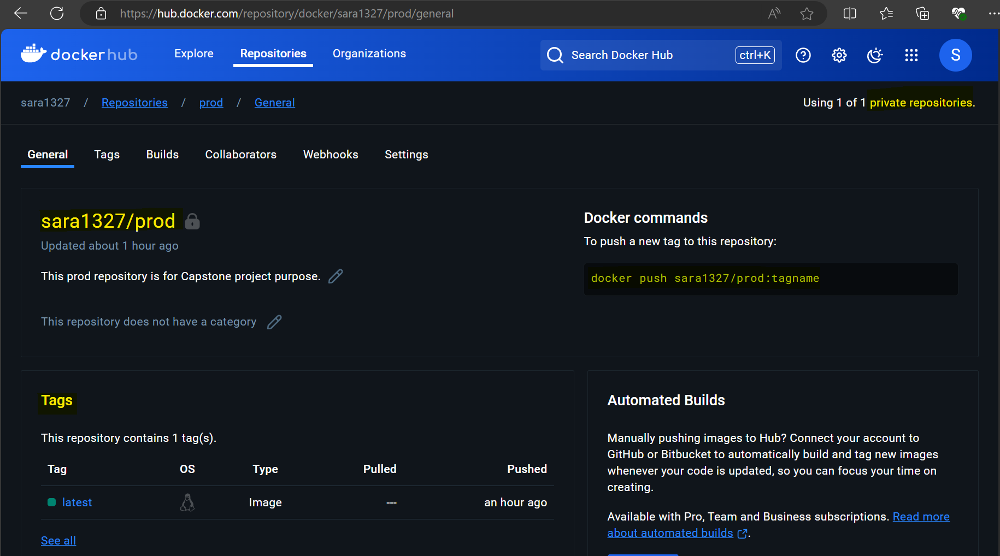 https://hub.docker.com/repository/docker/sara1327/prod/general
dockerhub Explore Repositories Organizations Search Docker Hub ctrl+K S
sara1327 / Repositories / prod / General Using 1 of 1 private repositories.
General Tags Builds Collaborators Webhooks Settings
sara1327/prod
Updated about 1 hour ago
This prod repository is for Capstone project purpose.
This repository does not have a category
Docker commands
To push a new tag to this repository:
docker push sara1327/prod:tagname
Tags
This repository contains 1 tag(s).
Tag OS Type Pulled Pushed
latest Image --- an hour ago
See all
Automated Builds
Manually pushing images to Hub? Connect your account to
GitHub or Bitbucket to automatically build and tag new images
whenever your code is updated, so you can focus your time on
creating.
Available with Pro, Team and Business subscriptions. Read more
about automated builds.